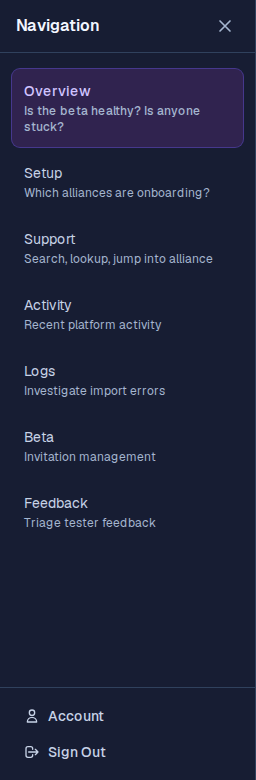 Navigation
Overview
Is the beta healthy? Is anyone
stuck?
Setup
Which alliances are onboarding?
Support
Search, lookup, jump into alliance
Activity
Recent platform activity
Logs
Investigate import errors
Beta
Invitation management
Feedback
Triage tester feedback
Account
Sign Out